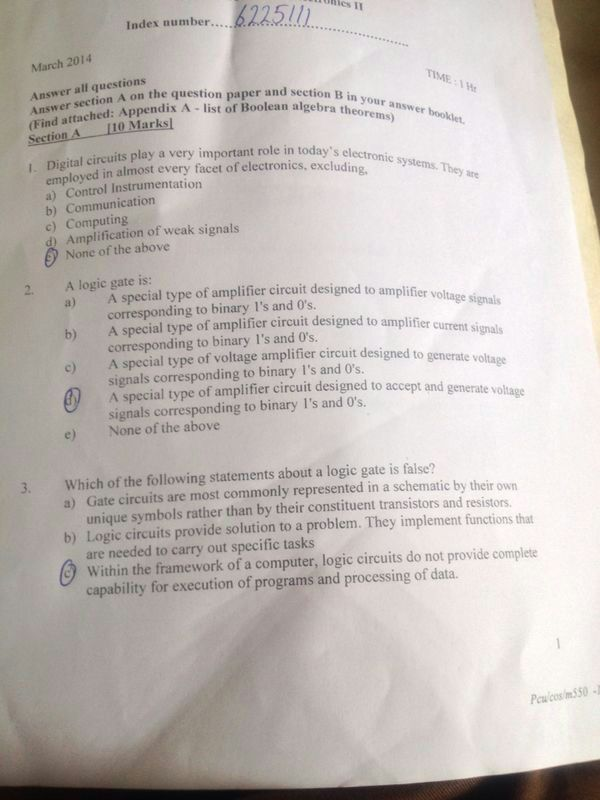 II
Index number.... 6225111
March 2014
TIME : 1 Hr
Answer all questions
Answer section A on the question paper and section B in your answer booklet.
(Find attached: Appendix A - list of Boolean algebra theorems)
Section A [10 Marks]
1. Digital circuits play a very important role in today's electronic systems. They are
employed in almost every facet of electronics, excluding,
a) Control Instrumentation
b) Communication
c) Computing
d) Amplification of weak signals
e) None of the above
2. A logic gate is:
a) A special type of amplifier circuit designed to amplifier voltage signals
corresponding to binary 1's and 0's.
b) A special type of amplifier circuit designed to amplifier current signals
corresponding to binary 1's and 0's.
c) A special type of voltage amplifier circuit designed to generate voltage
signals corresponding to binary 1's and 0's.
d) A special type of amplifier circuit designed to accept and generate voltage
signals corresponding to binary 1's and 0's.
e) None of the above
3. Which of the following statements about a logic gate is false?
a) Gate circuits are most commonly represented in a schematic by their own
unique symbols rather than by their constituent transistors and resistors.
b) Logic circuits provide solution to a problem. They implement functions that
are needed to carry out specific tasks
c) Within the framework of a computer, logic circuits do not provide complete
capability for execution of programs and processing of data.
1
Pcu/cos/m550